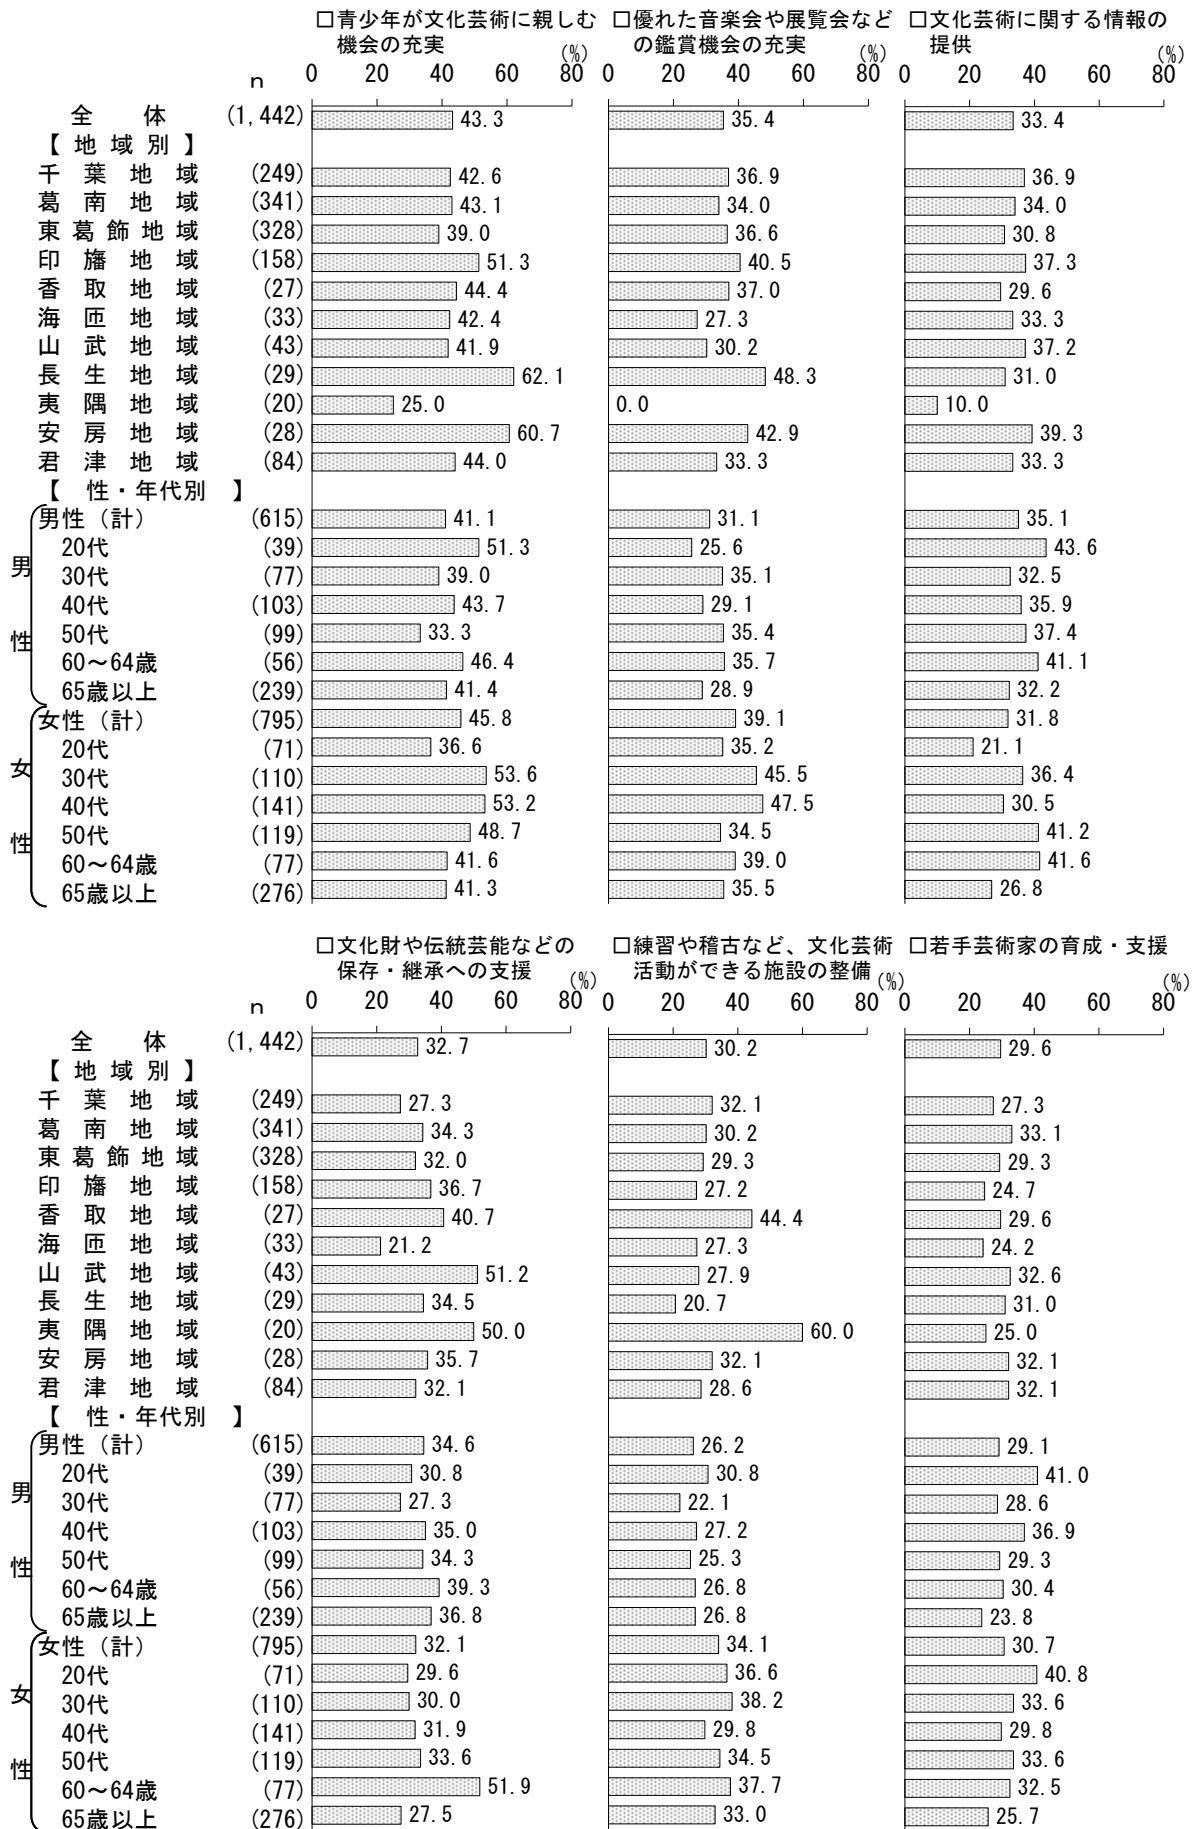 □青少年が文化芸術に親しむ □優れた音楽会や展覧会など □文化芸術に関する情報の
機会の充実 の鑑賞機会の充実 提供
(%) (%) (%)
n 0 20 40 60 80 0 20 40 60 80 0 20 40 60 80
全体 (1,442) 43.3 35.4 33.4
【地域別】
千葉地域 (249) 42.6 36.9 36.9
葛南地域 (341) 43.1 34.0 34.0
東葛飾地域 (328) 39.0 36.6 30.8
印旛地域 (158) 51.3 40.5 37.3
香取地域 (27) 44.4 37.0 29.6
海匝地域 (33) 42.4 27.3 33.3
山武地域 (43) 41.9 30.2 37.2
長生地域 (29) 62.1 48.3 31.0
夷隅地域 (20) 25.0 0.0 10.0
安房地域 (28) 60.7 42.9 39.3
君津地域 (84) 44.0 33.3 33.3
【 性・年代別 】
男性
男性（計） (615) 41.1 31.1 35.1
20代 (39) 51.3 25.6 43.6
30代 (77) 39.0 35.1 32.5
40代 (103) 43.7 29.1 35.9
50代 (99) 33.3 35.4 37.4
60～64歳 (56) 46.4 35.7 41.1
65歳以上 (239) 41.4 28.9 32.2
女性
女性（計） (795) 45.8 39.1 31.8
20代 (71) 36.6 35.2 21.1
30代 (110) 53.6 45.5 36.4
40代 (141) 53.2 47.5 30.5
50代 (119) 48.7 34.5 41.2
60～64歳 (77) 41.6 39.0 41.6
65歳以上 (276) 41.3 35.5 26.8
□文化財や伝統芸能などの □練習や稽古など、文化芸術 □若手芸術家の育成・支援
保存・継承への支援 活動ができる施設の整備
(%) (%) (%)
n 0 20 40 60 80 0 20 40 60 80 0 20 40 60 80
全体 (1,442) 32.7 30.2 29.6
【地域別】
千葉地域 (249) 27.3 32.1 27.3
葛南地域 (341) 34.3 30.2 33.1
東葛飾地域 (328) 32.0 29.3 29.3
印旛地域 (158) 36.7 27.2 24.7
香取地域 (27) 40.7 44.4 29.6
海匝地域 (33) 21.2 27.3 24.2
山武地域 (43) 51.2 27.9 32.6
長生地域 (29) 34.5 20.7 31.0
夷隅地域 (20) 50.0 60.0 25.0
安房地域 (28) 35.7 32.1 32.1
君津地域 (84) 32.1 28.6 32.1
【 性・年代別 】
男性
男性（計） (615) 34.6 26.2 29.1
20代 (39) 30.8 30.8 41.0
30代 (77) 27.3 22.1 28.6
40代 (103) 35.0 27.2 36.9
50代 (99) 34.3 25.3 29.3
60～64歳 (56) 39.3 26.8 30.4
65歳以上 (239) 36.8 26.8 23.8
女性
女性（計） (795) 32.1 34.1 30.7
20代 (71) 29.6 36.6 40.8
30代 (110) 30.0 38.2 33.6
40代 (141) 31.9 29.8 29.8
50代 (119) 33.6 34.5 33.6
60～64歳 (77) 51.9 37.7 32.5
65歳以上 (276) 27.5 33.0 25.7